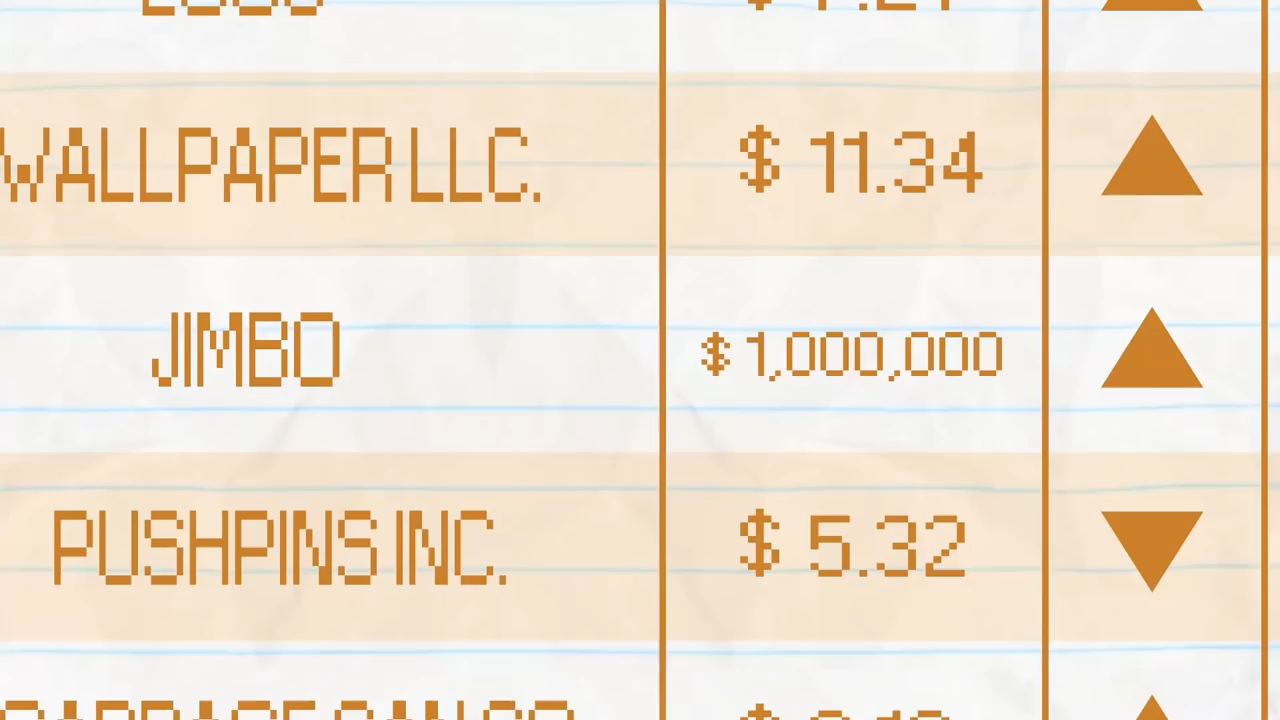 WALLPAPER LLC. $ 11.34
JIMBO $ 1,000,000
PUSHPINS INC. $ 5.32